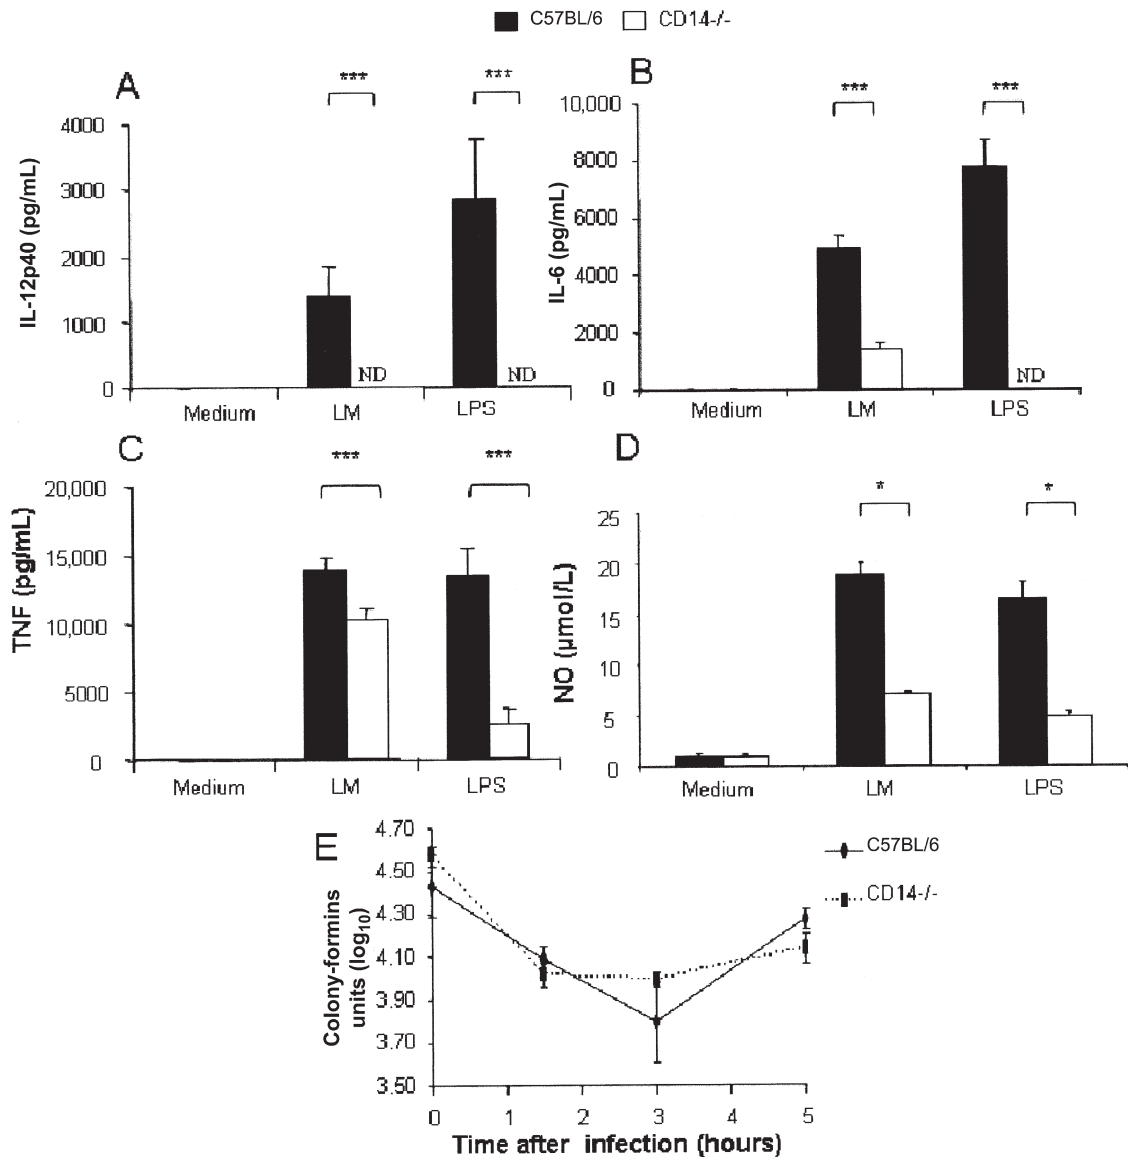 C57BL/6 CD14-/-
A
*** ***
IL-12p40 (pg/mL)
4000
3000
2000
1000
0
ND ND
Medium LM LPS
B
*** ***
IL-6 (pg/mL)
10,000
8000
6000
4000
2000
0
ND
Medium LM LPS
C
*** ***
TNF (pg/mL)
20,000
15,000
10,000
5000
0
Medium LM LPS
D
* *
NO (µmol/L)
25
20
15
10
5
0
Medium LM LPS
E
C57BL/6
CD14-/-
Colony-formins
units (log10)
4.70
4.50
4.30
4.10
3.90
3.70
3.50
0 1 2 3 4 5
Time after infection (hours)